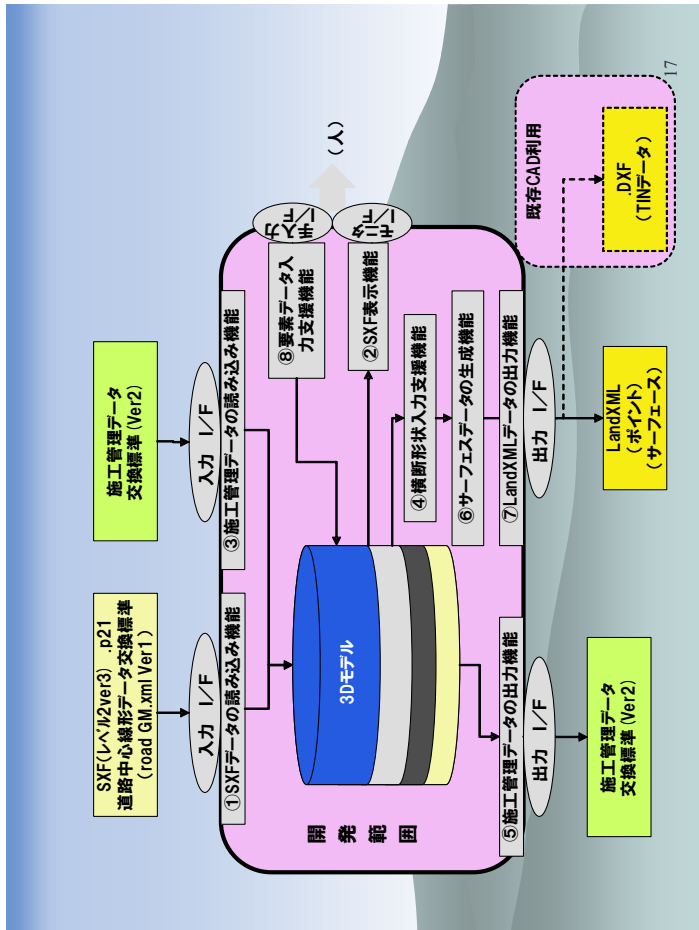 SXF(レベル2ver3) .p21
道路中心線形データ交換標準
(road GM.xml Ver1)
施工管理データ
交換標準(Ver2)
入力 I/F
入力 I/F
①SXFデータの読み込み機能
③施工管理データの読み込み機能
⑧要素データ入
力支援機能
手入力
I/F
(人)
モニタ
I/F
②SXF表示機能
3Dモデル
④横断形状入力支援機能
⑥サーフェスデータの生成機能
開発範囲
⑤施工管理データの出力機能
⑦LandXMLデータの出力機能
出力 I/F
出力 I/F
既存CAD利用
施工管理データ
交換標準(Ver2)
LandXML
(ポイント)
(サーフェース)
.DXF
(TINデータ)
17